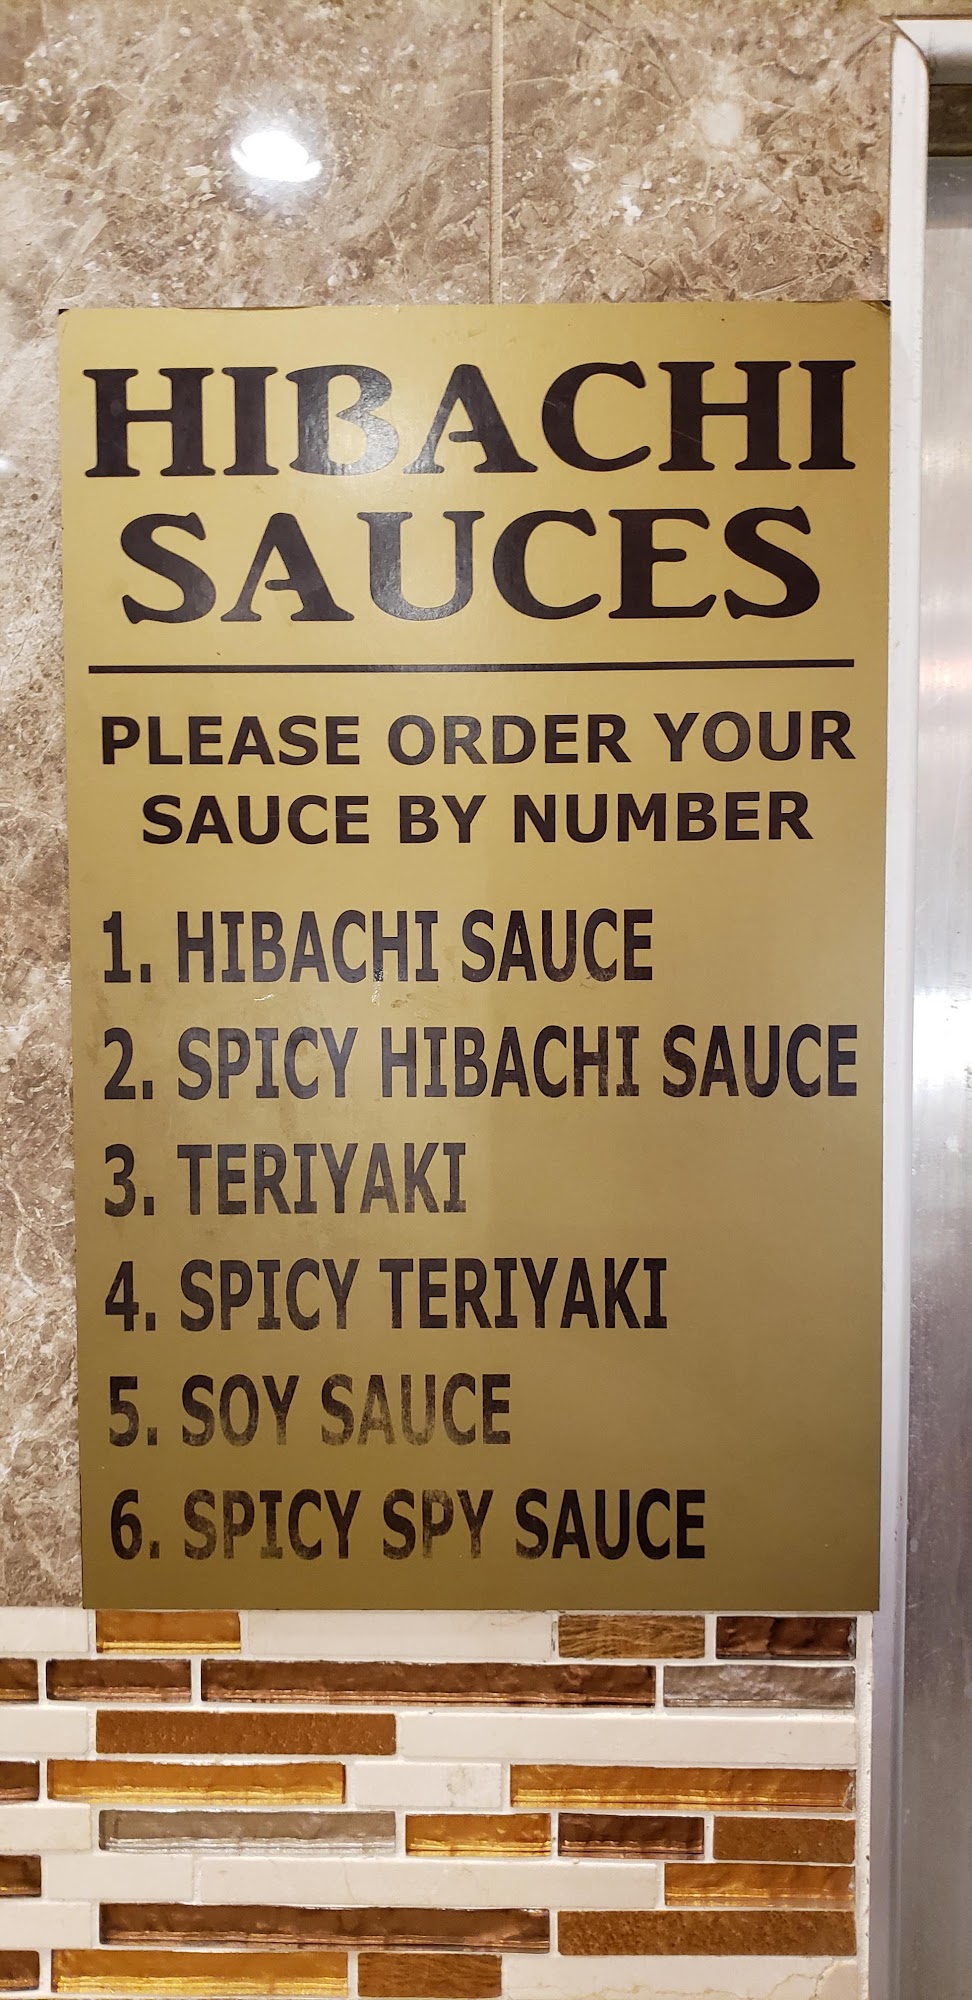 HIBACHI
SAUCES
PLEASE ORDER YOUR
SAUCE BY NUMBER
1. HIBACHI SAUCE
2. SPICY HIBACHI SAUCE
3. TERIYAKI
4. SPICY TERIYAKI
5. SOY SAUCE
6. SPICY SPY SAUCE